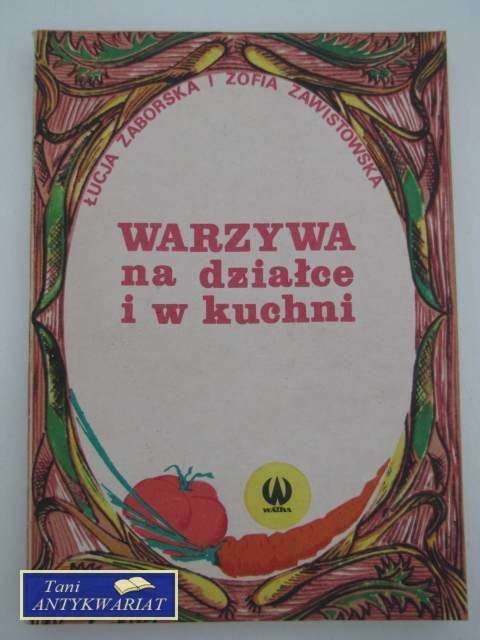 ŁUCJA ZABORSKA I ZOFIA ZAWISTOWSKA
WARZYWA
na działce
i w kuchni
WATRA
Tani
ANTYKWARIAT